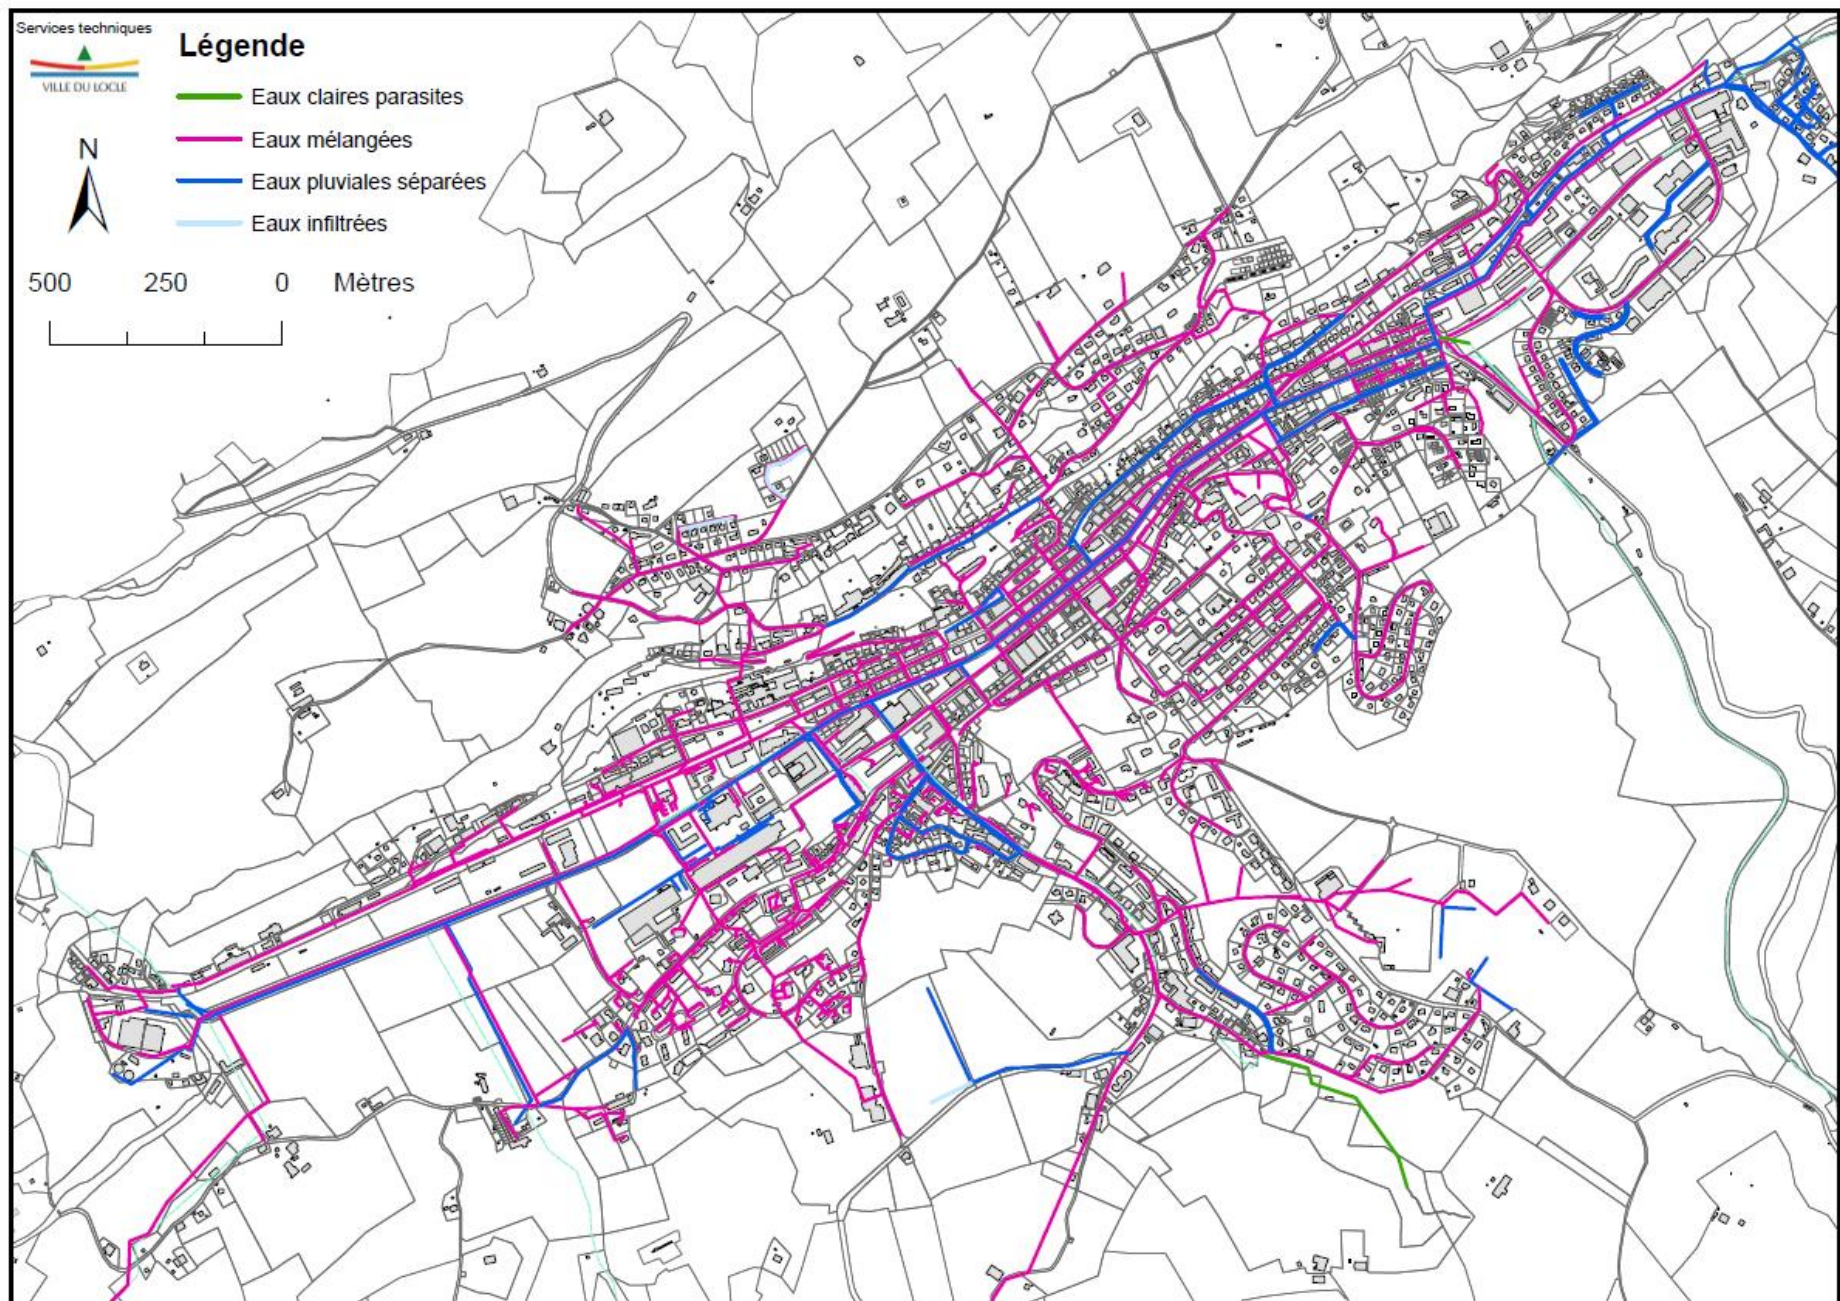 Services techniques
VILLE DU LOCLE
Légende
Eaux claires parasites
Eaux mélangées
Eaux pluviales séparées
Eaux infiltrées
N
500 250 0 Mètres